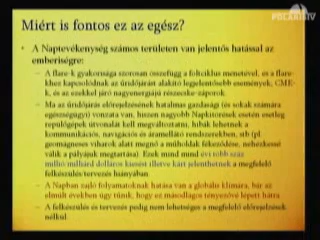 POLARIS TV
Miért is fontos ez az egész?
• A Naptevékenység számos területen van jelentős hatással az
emberiségre:
– A flare-k gyakorisága szorosan összefügg a foltciklus menetével, és a flare-
khez kapcsolódnak az űridőjárást alakító legjelentősebb események, CME-
k, és az ezekkel járó nagyenergiájú részecske-záporok.
– Ma az űridőjárás előrejelzésének hatalmas gazdasági (és sokak számára
egészségügyi) vonzata van, hiszen nagyobb Napkitörések esetén esetleg
repülőgépek útvonalát kell megváltoztatni, hibák lehetnek a
kommunikációs, navigációs és áramellátó rendszerekben, stb (pl.
geomágneses viharok alatt megnő a műholdak fékeződése, nehézkessé
válik a pályájuk megtartása). Ezek mind mind évi több száz
millió/milliárd dolláros kiesést illetve kárt jelenthetnek a megfelelő
felkészülés tervezés hiányában.
– A Napban zajló folyamatoknak hatása van a globális klímára, bár az
elmúlt években úgy tűnik, hogy ez másodlagos tényezővé lépett hátra
– A felkészülés és tervezés pedig nem lehetséges a megfelelő előrejelzések
nélkül.